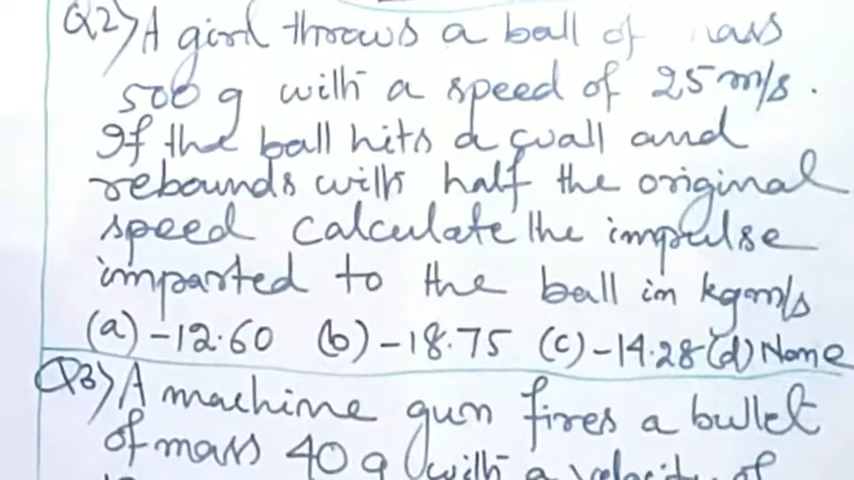 Q2> A girl throws a ball of mass
500 g with a speed of 25 m/s.
If the ball hits a wall and
rebounds with half the original
speed calculate the impulse
imparted to the ball in kgm/s
(a) -12.60 (b) -18.75 (c) -14.28 (d) None
Q3> A machine gun fires a bullet
of mass 40 g with a velocity of